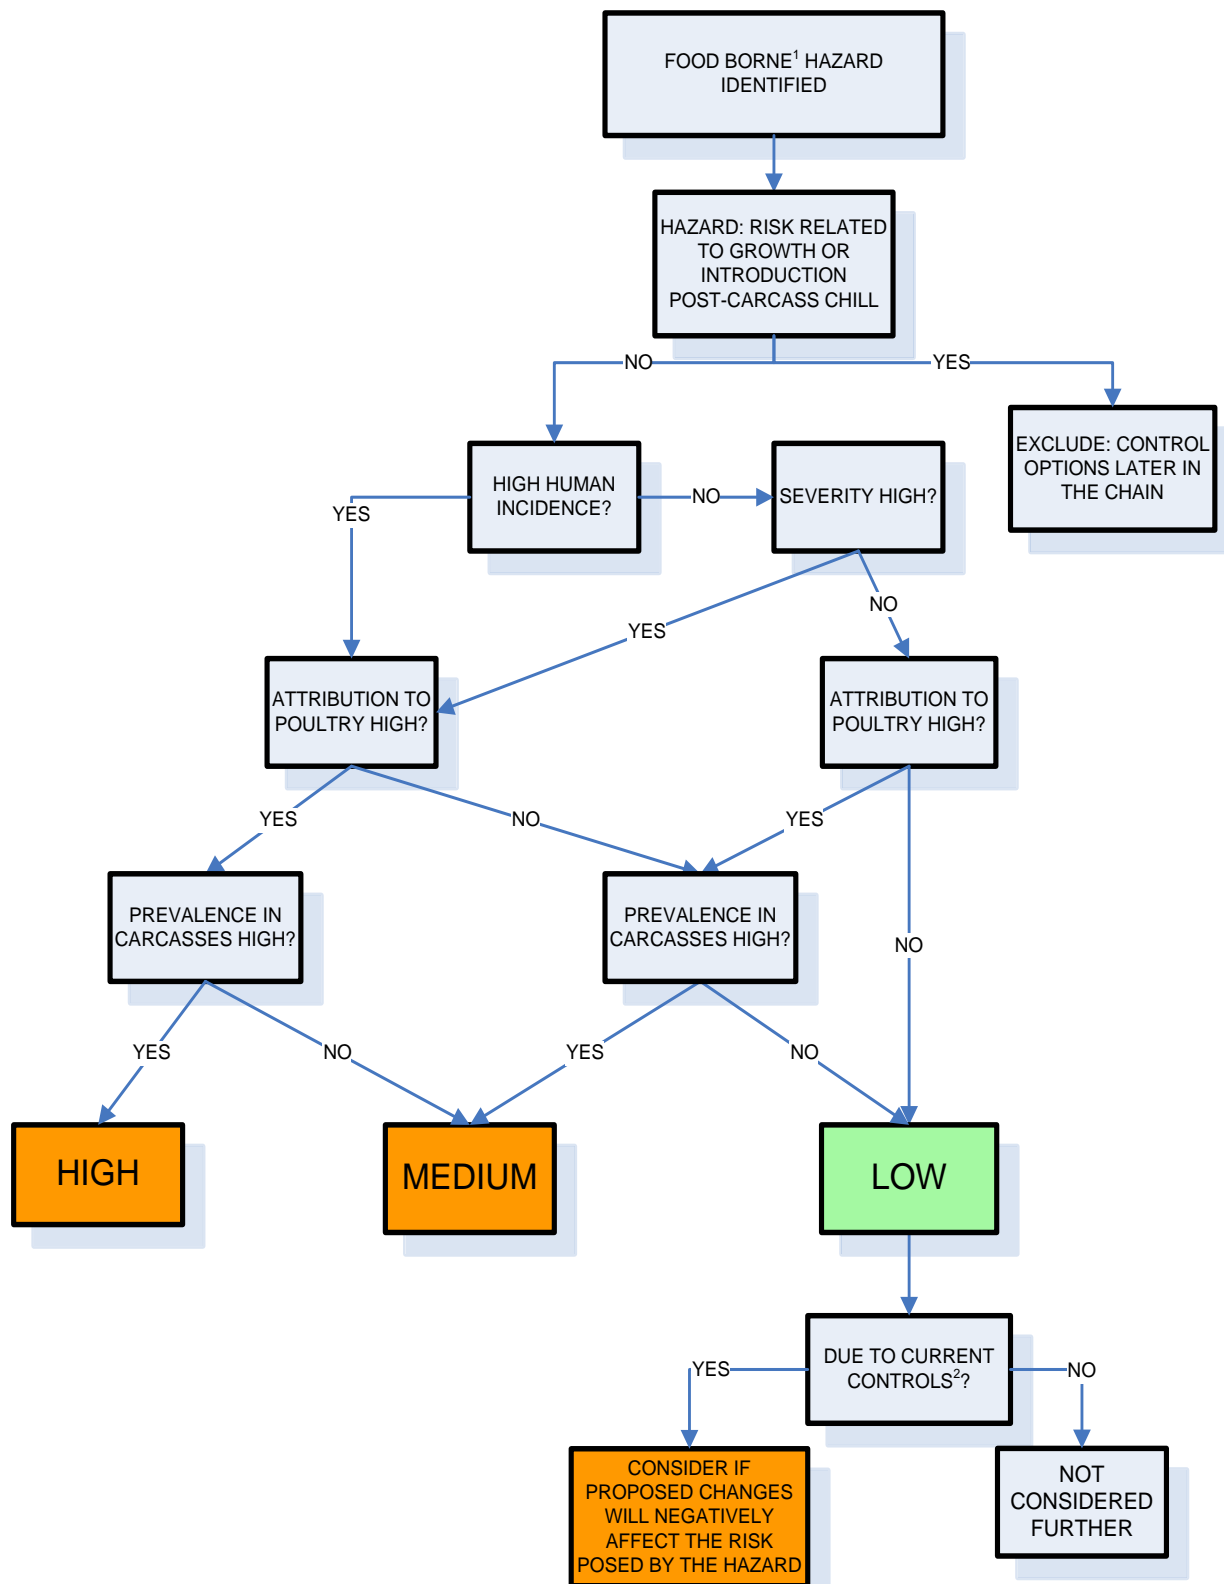 FOOD BORNE¹ HAZARD
IDENTIFIED
HAZARD: RISK RELATED
TO GROWTH OR
INTRODUCTION
POST-CARCASS CHILL
NO
YES
HIGH HUMAN
INCIDENCE?
NO
SEVERITY HIGH?
EXCLUDE: CONTROL
OPTIONS LATER IN
THE CHAIN
YES
NO
YES
ATTRIBUTION TO
POULTRY HIGH?
ATTRIBUTION TO
POULTRY HIGH?
YES
NO
YES
NO
PREVALENCE IN
CARCASSES HIGH?
PREVALENCE IN
CARCASSES HIGH?
YES
NO
YES
NO
HIGH
MEDIUM
LOW
DUE TO CURRENT
CONTROLS²?
YES
NO
CONSIDER IF
PROPOSED CHANGES
WILL NEGATIVELY
AFFECT THE RISK
POSED BY THE HAZARD
NOT
CONSIDERED
FURTHER